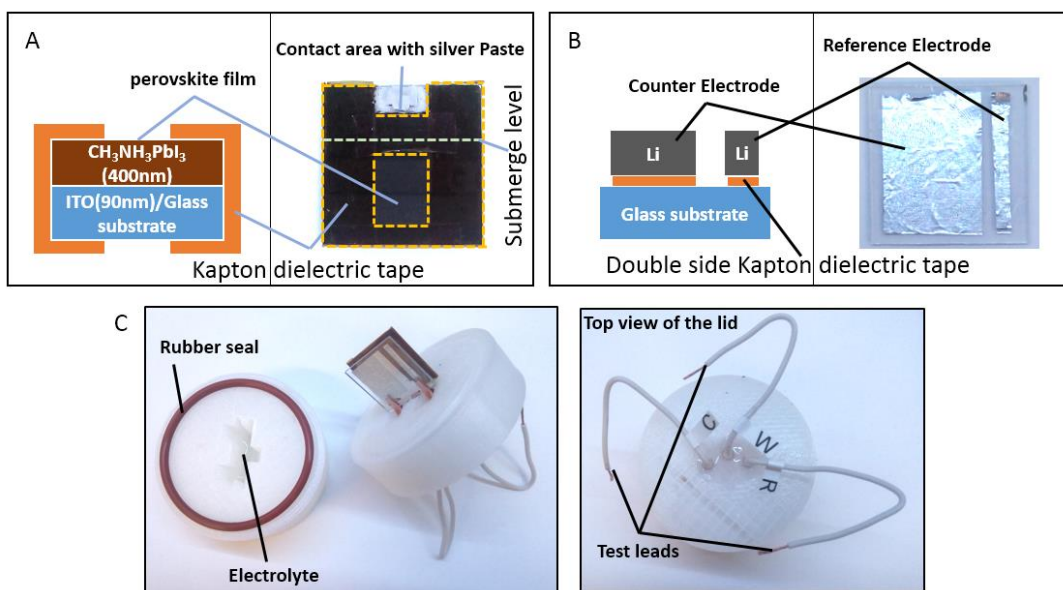 A
Contact area with silver Paste
perovskite film
CH₃NH₃PbI₃
(400nm)
ITO(90nm)/Glass
substrate
Submerge level
Kapton dielectric tape
B
Reference Electrode
Counter Electrode
Li
Li
Glass substrate
Double side Kapton dielectric tape
C
Rubber seal
Electrolyte
Top view of the lid
C
W
R
Test leads